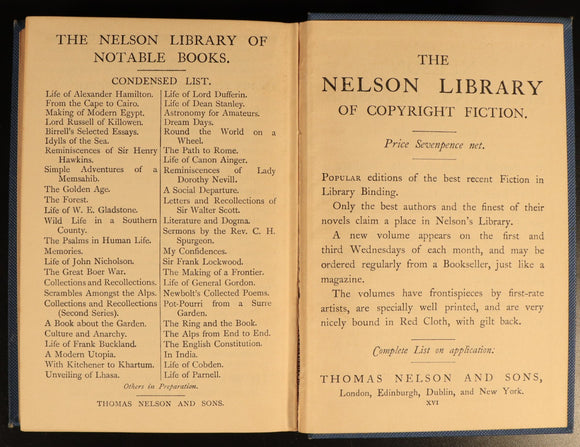 THE NELSON LIBRARY OF
NOTABLE BOOKS.
CONDENSED LIST.
Life of Alexander Hamilton.
From the Cape to Cairo.
Making of Modern Egypt.
Lord Russell of Killowen.
Birrell's Selected Essays.
Idylls of the Sea.
Reminiscences of Sir Henry
Hawkins.
Simple Adventures of a
Memsahib.
The Golden Age.
The Forest.
Life of W. E. Gladstone.
Wild Life in a Southern
County.
The Psalms in Human Life.
Memories.
Life of John Nicholson.
The Great Boer War.
Collections and Recollections.
Scrambles Amongst the Alps.
Collections and Recollections
(Second Series).
A Book about the Garden.
Culture and Anarchy.
Life of Frank Buckland.
A Modern Utopia.
With Kitchener to Khartum.
Unveiling of Lhasa.
Life of Lord Dufferin.
Life of Dean Stanley.
Astronomy for Amateurs.
Dream Days.
Round the World on a
Wheel.
The Path to Rome.
Life of Canon Ainger.
Reminiscences of Lady
Dorothy Nevill.
A Social Departure.
Letters and Recollections of
Sir Walter Scott.
Literature and Dogma.
Sermons by the Rev. C. H.
Spurgeon.
My Confidences.
Sir Frank Lockwood.
The Making of a Frontier.
Life of General Gordon.
Newbolt's Collected Poems.
Pot-Pourri from a Surrey
Garden.
The Ring and the Book.
The Alps from End to End.
The English Constitution.
In India.
Life of Cobden.
Life of Parnell.
Others in Preparation.
THOMAS NELSON AND SONS.
THE
NELSON LIBRARY
OF COPYRIGHT FICTION.
Price Sevenpence net.
POPULAR editions of the best recent Fiction in
Library Binding.
Only the best authors and the finest of their
novels claim a place in Nelson's Library.
A new volume appears on the first and
third Wednesdays of each month, and may be
ordered regularly from a Bookseller, just like a
magazine.
The volumes have frontispieces by first-rate
artists, are specially well printed, and are very
nicely bound in Red Cloth, with gilt back.
Complete List on application.
THOMAS NELSON AND SONS,
London, Edinburgh, Dublin, and New York.
XVI